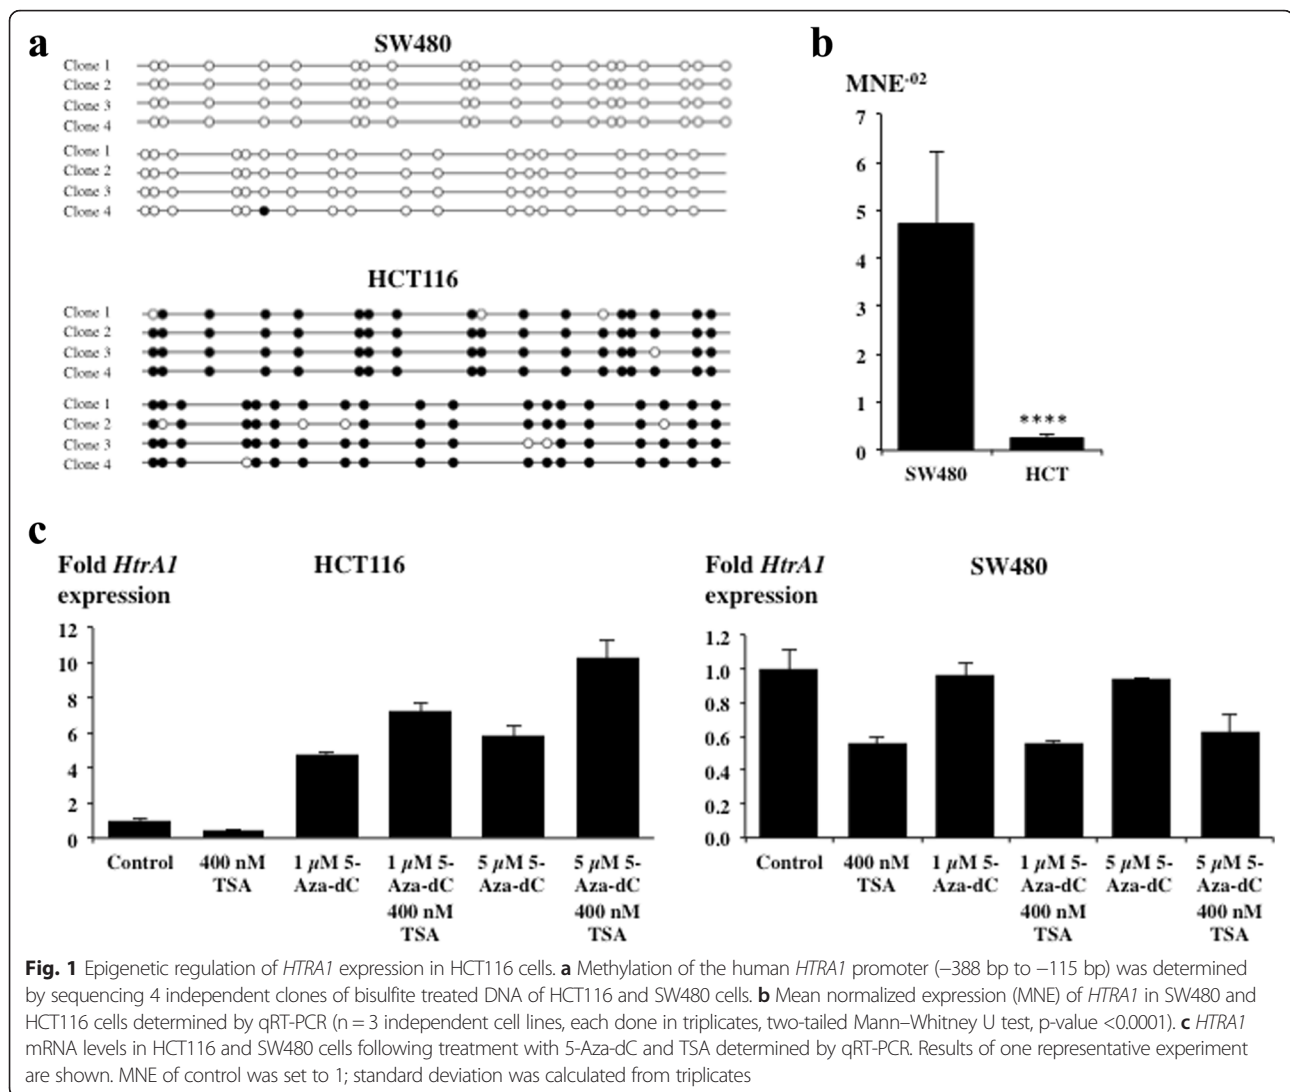 a
SW480
Clone 1
Clone 2
Clone 3
Clone 4
Clone 1
Clone 2
Clone 3
Clone 4
HCT116
Clone 1
Clone 2
Clone 3
Clone 4
Clone 1
Clone 2
Clone 3
Clone 4
b
MNE-02
7
6
5
4
3
2
1
0
****
SW480 HCT
c
Fold HtrA1
expression
HCT116
12
10
8
6
4
2
0
Control 400 nM 1 µM 5- 1 µM 5- 5 µM 5- 5 µM 5-
TSA Aza-dC Aza-dC Aza-dC Aza-dC
400 nM 400 nM
TSA TSA
Fold HtrA1
expression
SW480
1.2
1.0
0.8
0.6
0.4
0.2
0.0
Control 400 nM 1 µM 5- 1 µM 5- 5 µM 5- 5 µM 5-
TSA Aza-dC Aza-dC Aza-dC Aza-dC
400 nM 400 nM
TSA TSA
Fig. 1 Epigenetic regulation of HTRA1 expression in HCT116 cells. a Methylation of the human HTRA1 promoter (−388 bp to −115 bp) was determined
by sequencing 4 independent clones of bisulfite treated DNA of HCT116 and SW480 cells. b Mean normalized expression (MNE) of HTRA1 in SW480 and
HCT116 cells determined by qRT-PCR (n = 3 independent cell lines, each done in triplicates, two-tailed Mann–Whitney U test, p-value <0.0001). c HTRA1
mRNA levels in HCT116 and SW480 cells following treatment with 5-Aza-dC and TSA determined by qRT-PCR. Results of one representative experiment
are shown. MNE of control was set to 1; standard deviation was calculated from triplicates